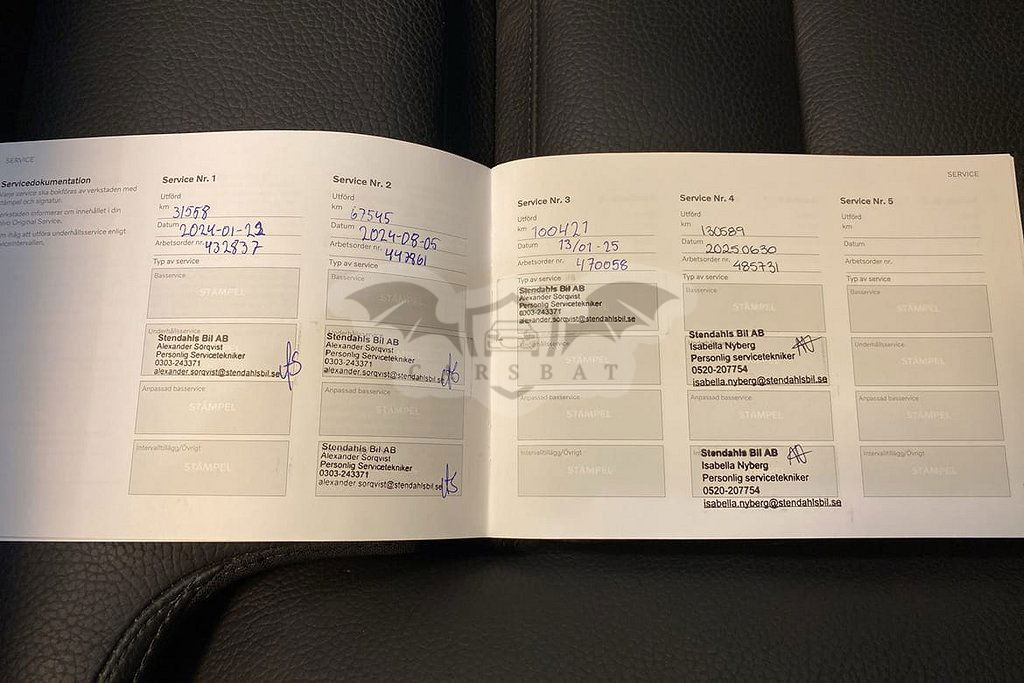 SERVICE
Servicedokumentation
stämpel och signatur.
Service Nr. 1
Utförd
km 31558
Datum 2024-01-22
Arbetsorder nr. 432837
Typ av service
Basservice
STÄMPEL
Underhållsservice
Stendahls Bil AB
Alexander Sörqvist
Personlig Servicetekniker
0303-243371
alexander.sorqvist@stendahlsbil.se
Anpassad basservice
STÄMPEL
Intervalltillägg/Övrigt
STÄMPEL
Service Nr. 2
Utförd
km 67545
Datum 2024-08-05
Arbetsorder nr. 447861
Typ av service
Basservice
STÄMPEL
Stendahls Bil AB
Alexander Sörqvist
Personlig Servicetekniker
0303-243371
alexander.sorqvist@stendahlsbil.se
Anpassad basservice
STÄMPEL
Stendahls Bil AB
Alexander Sörqvist
Personlig Servicetekniker
0303-243371
alexander.sorqvist@stendahlsbil.se
Service Nr. 3
Utförd
km 100421
Datum 13/01-25
Arbetsorder nr. 470058
Typ av service
Stendahls Bil AB
Alexander Sörqvist
Personlig Servicetekniker
0303-243371
alexander.sorqvist@stendahlsbil.se
Underhållsservice
STÄMPEL
Anpassad basservice
STÄMPEL
Intervalltillägg/Övrigt
STÄMPEL
SERVICE
Service Nr. 4
Utförd
km 130589
Datum 20250630
Arbetsorder nr. 485731
Typ av service
Basservice
STÄMPEL
Stendahls Bil AB
Isabella Nyberg
Personlig servicetekniker
0520-207754
isabella.nyberg@stendahlsbil.se
Anpassad basservice
STÄMPEL
Stendahls Bil AB
Isabella Nyberg
Personlig servicetekniker
0520-207754
isabella.nyberg@stendahlsbil.se
Service Nr. 5
Utförd
km
Datum
Arbetsorder nr.
Typ av service
Basservice
STÄMPEL
Underhållsservice
STÄMPEL
Anpassad basservice
STÄMPEL
STÄMPEL
CARSBAT